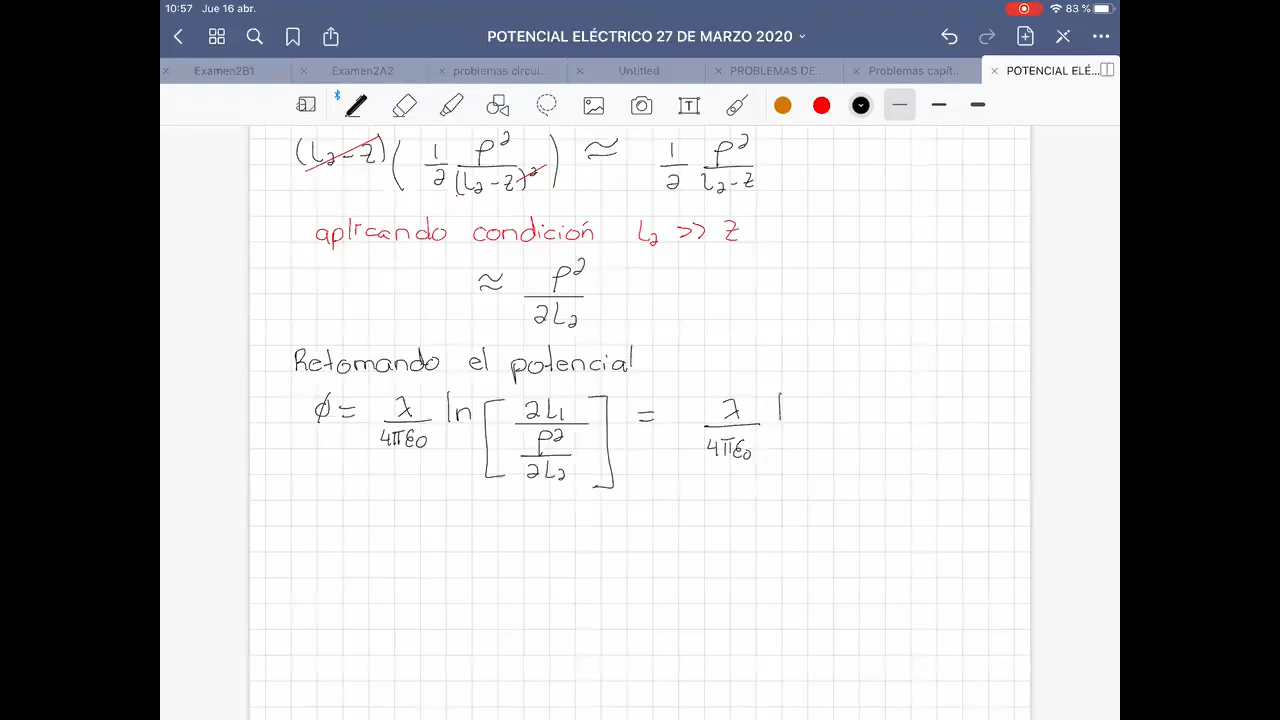 10:57 Jue 16 abr. 83 %
POTENCIAL ELÉCTRICO 27 DE MARZO 2020
Examen2B1 Examen2A2 problemas circui... Untitled PROBLEMAS DE... Problemas capít... POTENCIAL ELÉ...
(L₂-z) ( 1/2 ρ²/(L₂-z)² ) ≈ 1/2 ρ²/(L₂-z)
aplicando condición L₂ >> z
≈ ρ²/2L₂
Retomando el potencial
ϕ = λ/4πϵ₀ ln [ 2L₁/(ρ²/2L₂) ] = λ/4πϵ₀ l